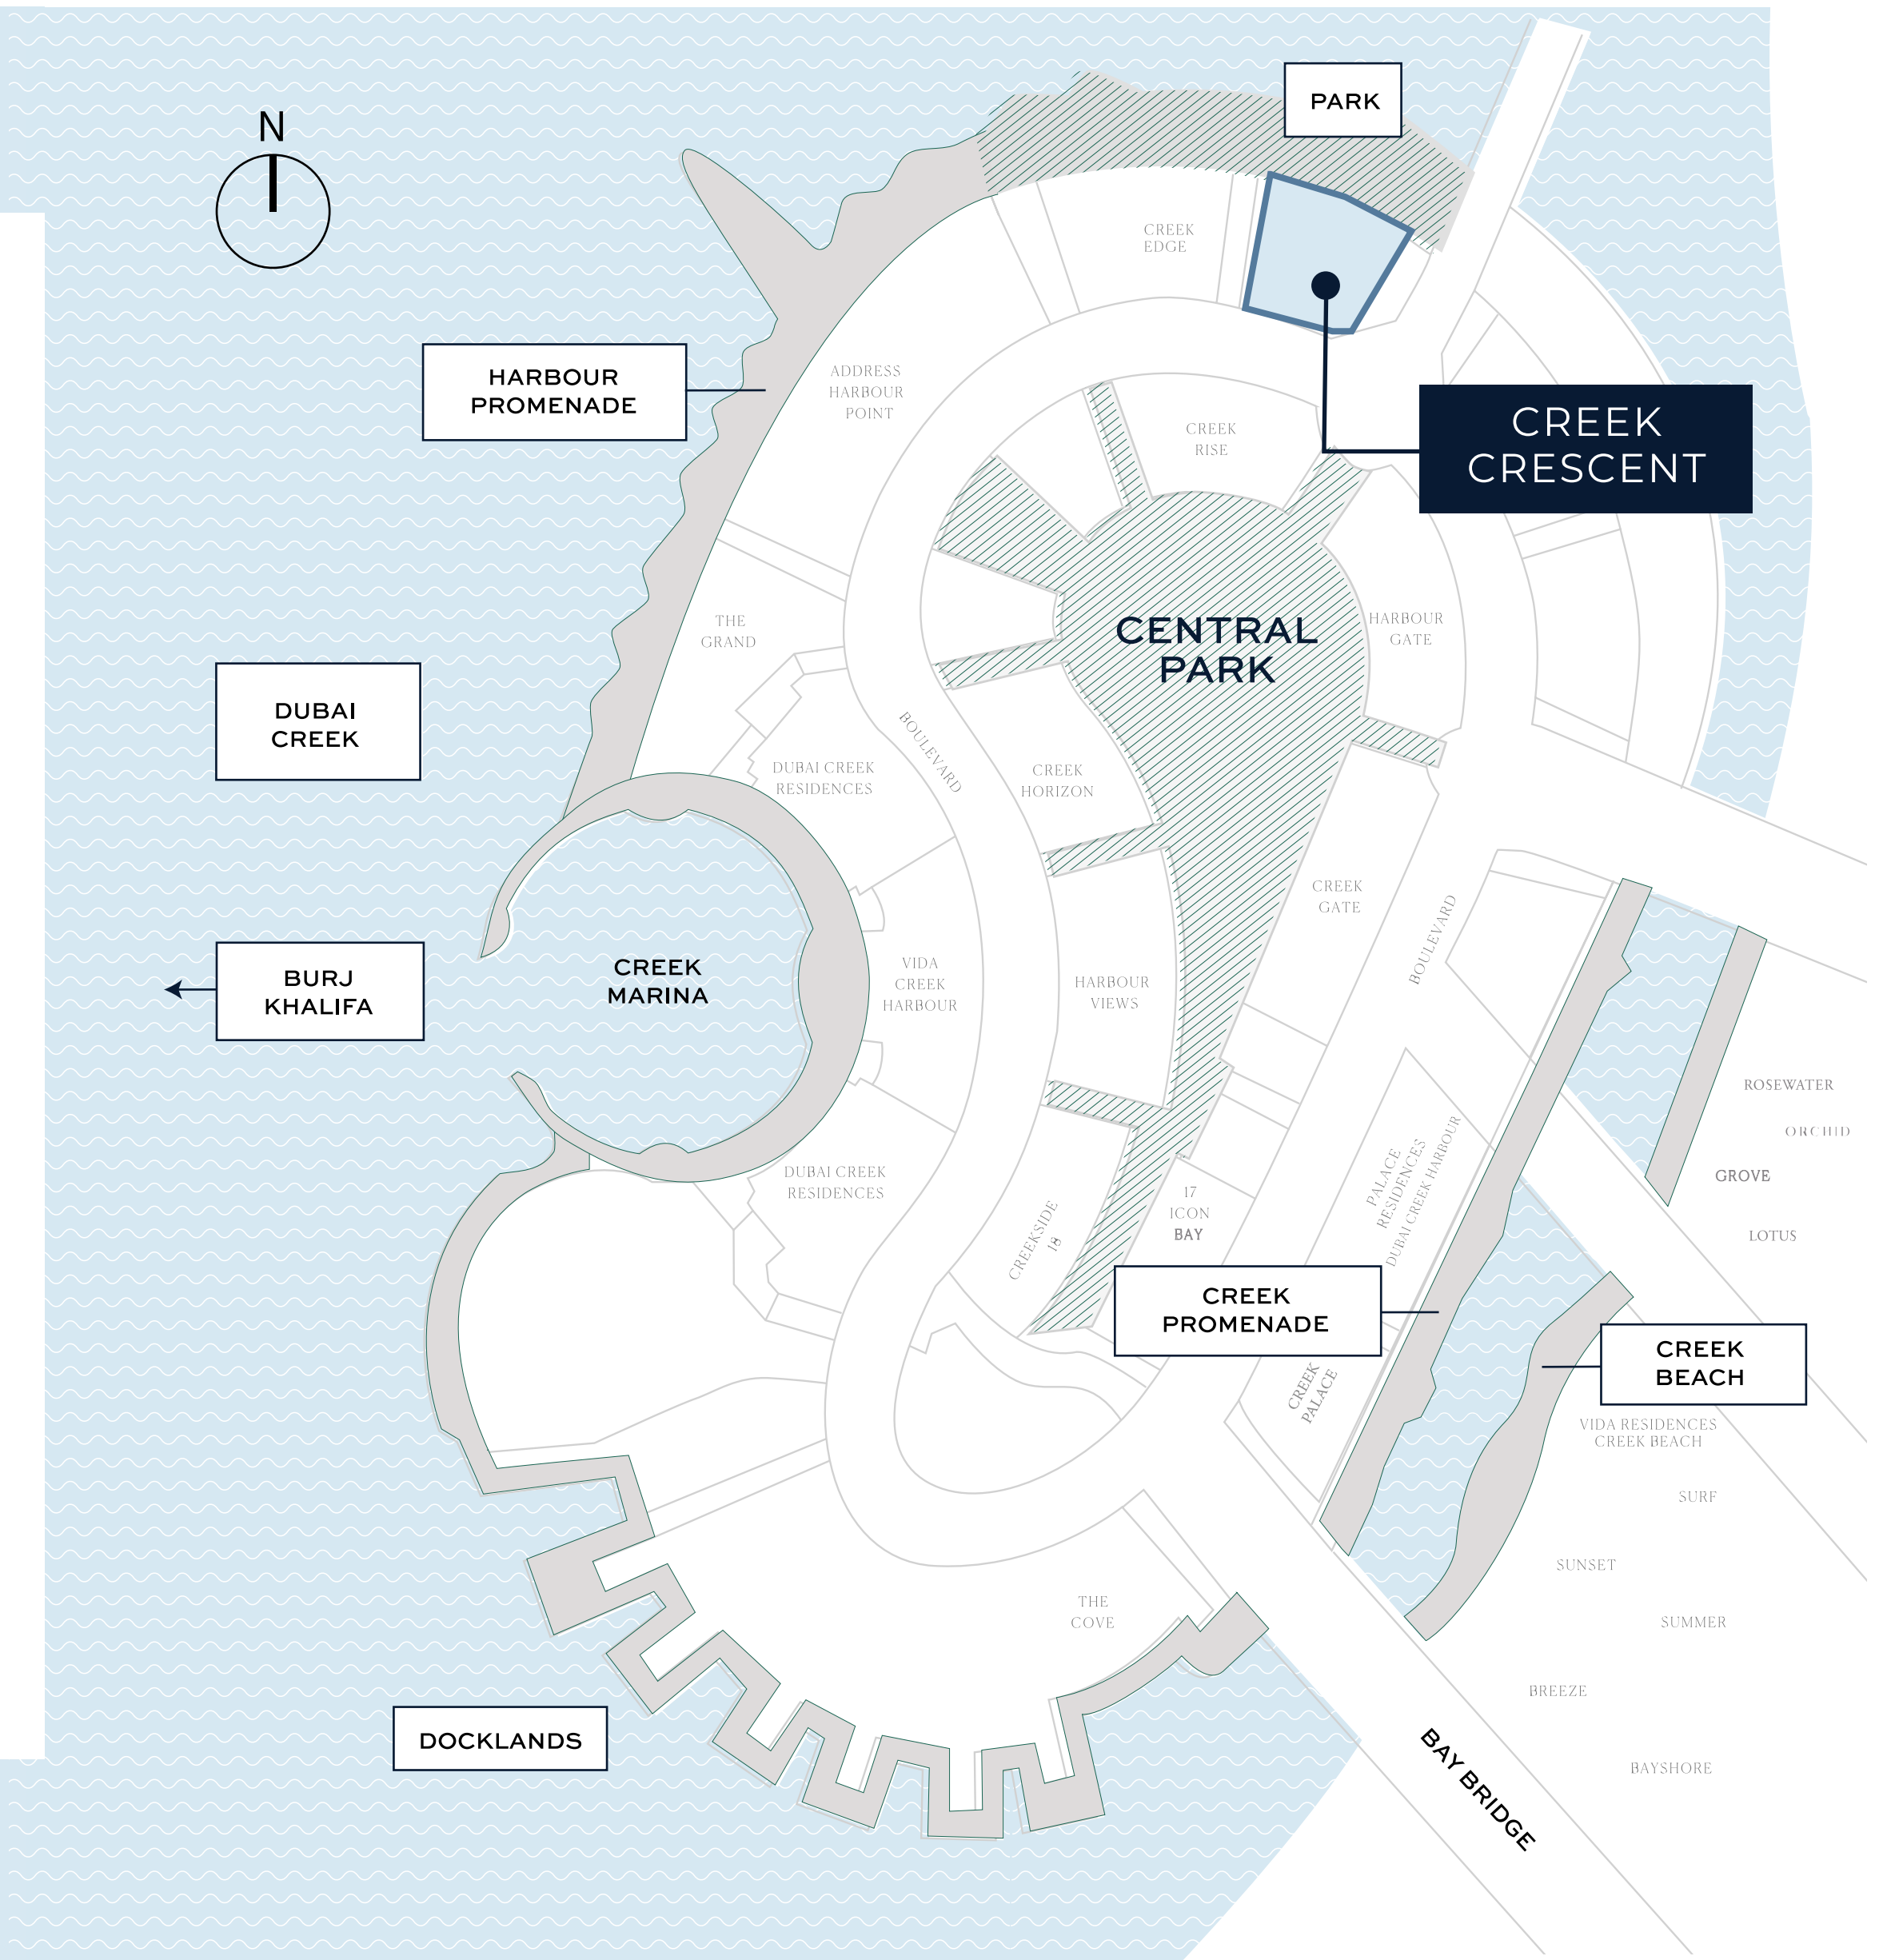 PARK
N
CREEK
EDGE
HARBOUR
PROMENADE
ADDRESS
HARBOUR
POINT
CREEK
RISE
CREEK
CRESCENT
THE
GRAND
CENTRAL
PARK
HARBOUR
GATE
DUBAI
CREEK
BOULEVARD
DUBAI CREEK
RESIDENCES
CREEK
HORIZON
CREEK
GATE
BOULEVARD
BURJ
KHALIFA
CREEK
MARINA
VIDA
CREEK
HARBOUR
HARBOUR
VIEWS
ROSEWATER
ORCHID
GROVE
LOTUS
DUBAI CREEK
RESIDENCES
CREEKSIDE
18
17
ICON
BAY
PALACE
RESIDENCES
DUBAI CREEK HARBOUR
CREEK
PROMENADE
CREEK
BEACH
CREEK
PALACE
VIDA RESIDENCES
CREEK BEACH
SURF
SUNSET
SUMMER
THE
COVE
BREEZE
BAYSHORE
DOCKLANDS
BAY BRIDGE